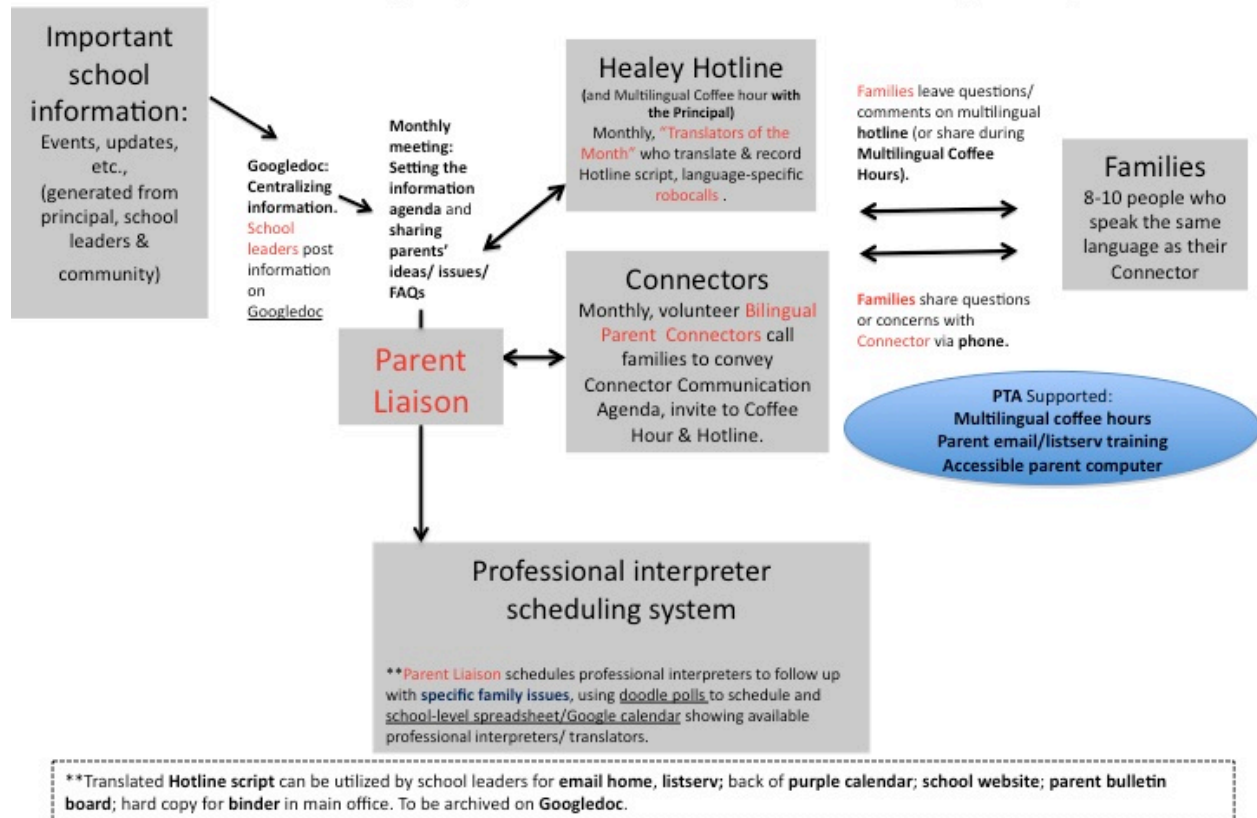 Important
school
information:
Events, updates,
etc.,
(generated from
principal, school
leaders &
community)
Googledoc:
Centralizing
information.
School
leaders post
information
on
Googledoc
Monthly
meeting:
Setting the
information
agenda and
sharing
parents'
ideas/ issues/
FAQs
Parent
Liaison
Healey Hotline
(and Multilingual Coffee hour with
the Principal)
Monthly, "Translators of the
Month" who translate & record
Hotline script, language-specific
robocalls .
Connectors
Monthly, volunteer Bilingual
Parent Connectors call
families to convey
Connector Communication
Agenda, invite to Coffee
Hour & Hotline.
Families leave questions/
comments on multilingual
hotline (or share during
Multilingual Coffee
Hours).
Families share questions
or concerns with
Connector via phone.
Families
8-10 people who
speak the same
language as their
Connector
PTA Supported:
Multilingual coffee hours
Parent email/listserv training
Accessible parent computer
Professional interpreter
scheduling system
**Parent Liaison schedules professional interpreters to follow up
with specific family issues, using doodle polls to schedule and
school-level spreadsheet/Google calendar showing available
professional interpreters/ translators.
**Translated Hotline script can be utilized by school leaders for email home, listserv; back of purple calendar; school website; parent bulletin
board; hard copy for binder in main office. To be archived on Googledoc.